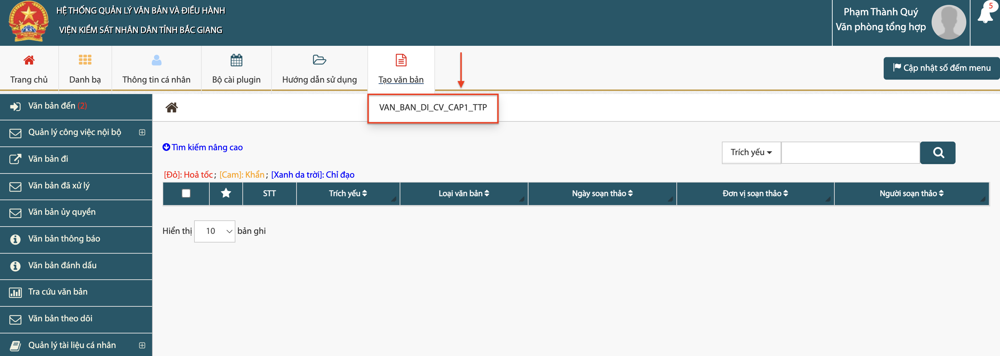 HỆ THỐNG QUẢN LÝ VĂN BẢN VÀ ĐIỀU HÀNH
VIỆN KIỂM SÁT NHÂN DÂN TỈNH BẮC GIANG
Phạm Thành Quý
Văn phòng tổng hợp
5
KS
VIỆT NAM
Trang chủ
Danh bạ
Thông tin cá nhân
Bộ cài plugin
Hướng dẫn sử dụng
Tạo văn bản
Cập nhật số đếm menu
VAN_BAN_DI_CV_CAP1_TTP
Văn bản đến (2)
Quản lý công việc nội bộ
Văn bản đi
Văn bản đã xử lý
Văn bản ủy quyền
Văn bản thông báo
Văn bản đánh dấu
Tra cứu văn bản
Văn bản theo dõi
Quản lý tài liệu cá nhân
Tìm kiếm nâng cao
Trích yếu
[Đỏ]: Hoả tốc; [Cam]: Khẩn; [Xanh da trời]: Chỉ đạo
STT Trích yếu Loại văn bản Ngày soạn thảo Đơn vị soạn thảo Người soạn thảo
Hiển thị 10 bản ghi